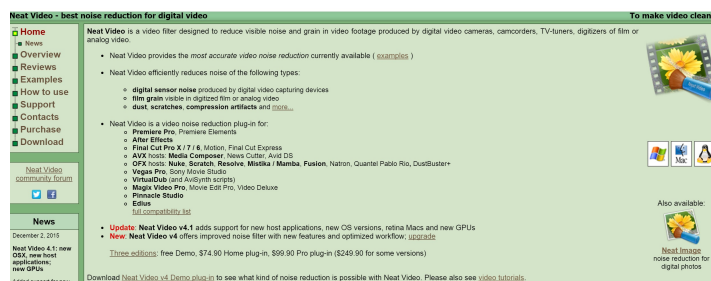 Neat Video - best noise reduction for digital video
To make video clean
Home
News
Overview
Reviews
Examples
How to use
Support
Contacts
Purchase
Download
Neat Video
community forum
News
December 2, 2015
Neat Video 4.1: new
OSX, new host
applications;
new GPUs
Neat Video is a video filter designed to reduce visible noise and grain in video footage produced by digital video cameras, camcorders, TV-tuners, digitizers of film or
analog video.
Neat Video provides the most accurate video noise reduction currently available ( examples )
Neat Video efficiently reduces noise of the following types:
digital sensor noise produced by digital video capturing devices
film grain visible in digitized film or analog video
dust, scratches, compression artifacts and more...
Neat Video is a video noise reduction plug-in for:
Premiere Pro, Premiere Elements
After Effects
Final Cut Pro X / 7 / 6, Motion, Final Cut Express
AVX hosts: Media Composer, News Cutter, Avid DS
OFX hosts: Nuke, Scratch, Resolve, Mistika / Mamba, Fusion, Natron, Quantel Pablo Rio, DustBuster+
Vegas Pro, Sony Movie Studio
VirtualDub (and AviSynth scripts)
Magix Video Pro, Movie Edit Pro, Video Deluxe
Pinnacle Studio
Edius
full compatibility list
Update: Neat Video v4.1 adds support for new host applications, new OS versions, retina Macs and new GPUs
New: Neat Video v4 offers improved noise filter with new features and optimized workflow; upgrade
Three editions: free Demo, $74.90 Home plug-in, $99.90 Pro plug-in ($249.90 for some versions)
Download Neat Video v4 Demo plug-in to see what kind of noise reduction is possible with Neat Video. Please also see video tutorials.
Mac
Also available:
Neat Image
noise reduction for
digital photos